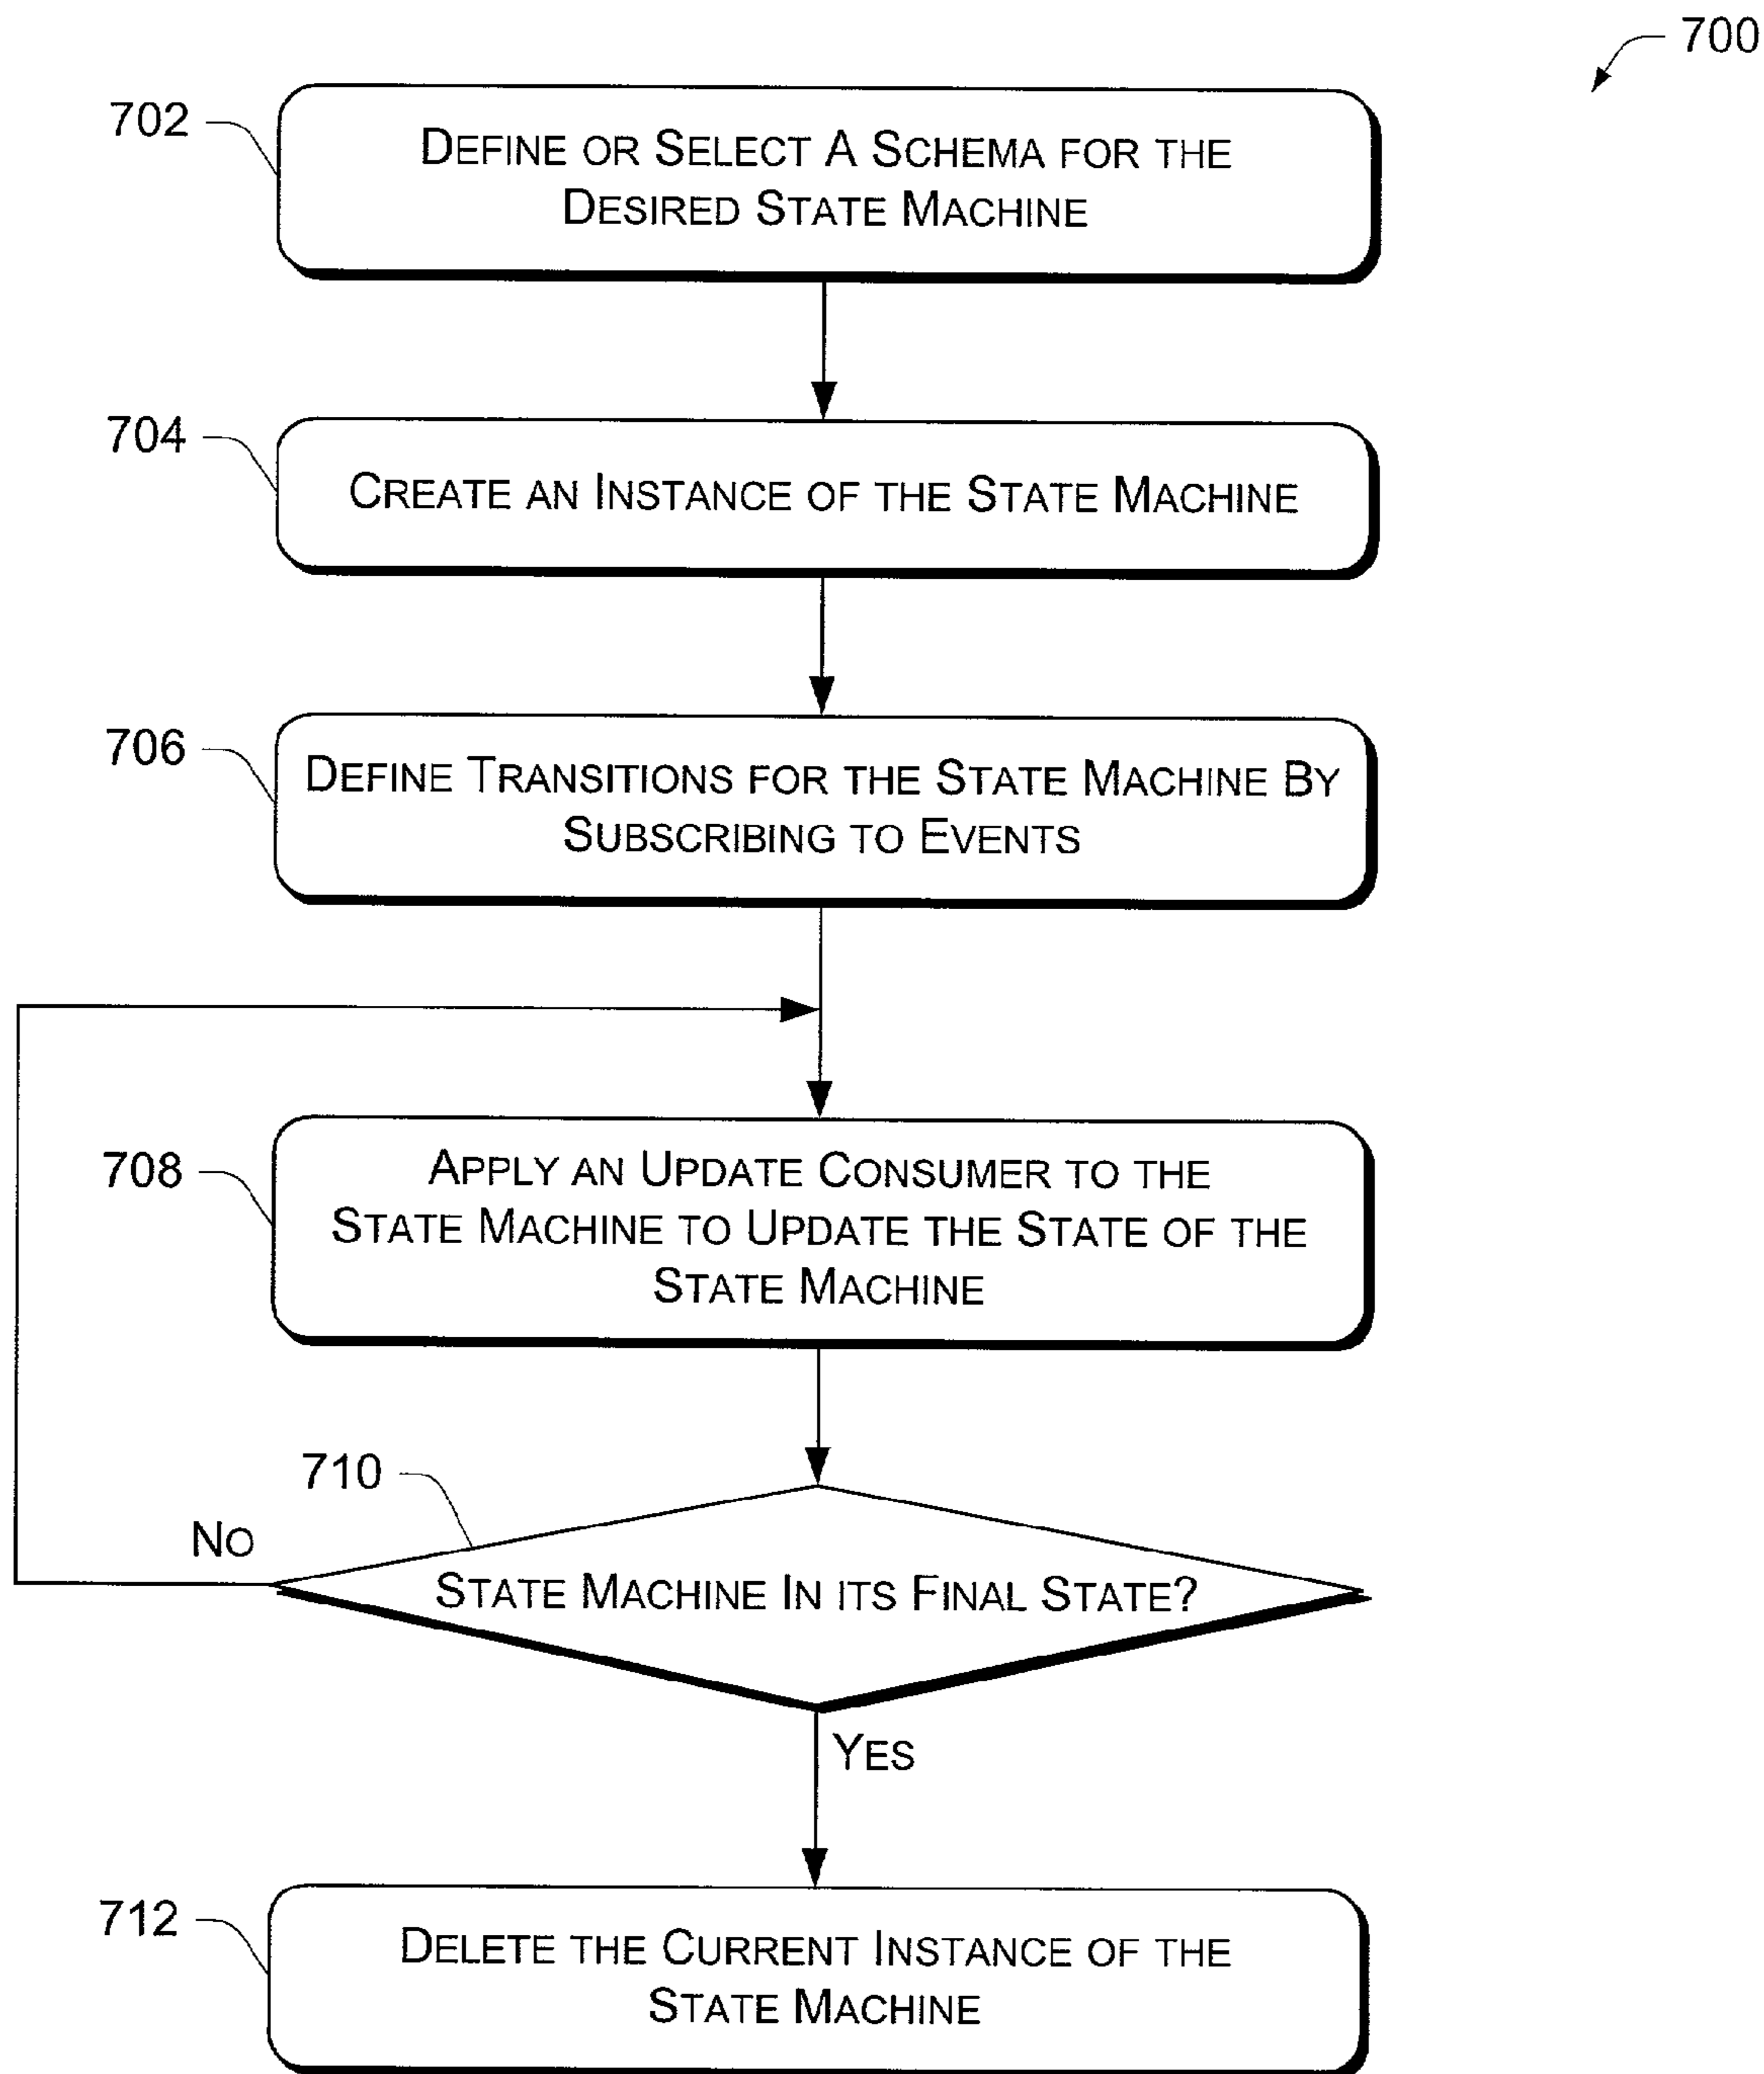 700
702
DEFINE OR SELECT A SCHEMA FOR THE
DESIRED STATE MACHINE
704
CREATE AN INSTANCE OF THE STATE MACHINE
706
DEFINE TRANSITIONS FOR THE STATE MACHINE BY
SUBSCRIBING TO EVENTS
708
APPLY AN UPDATE CONSUMER TO THE
STATE MACHINE TO UPDATE THE STATE OF THE
STATE MACHINE
710
NO
STATE MACHINE IN ITS FINAL STATE?
YES
712
DELETE THE CURRENT INSTANCE OF THE
STATE MACHINE